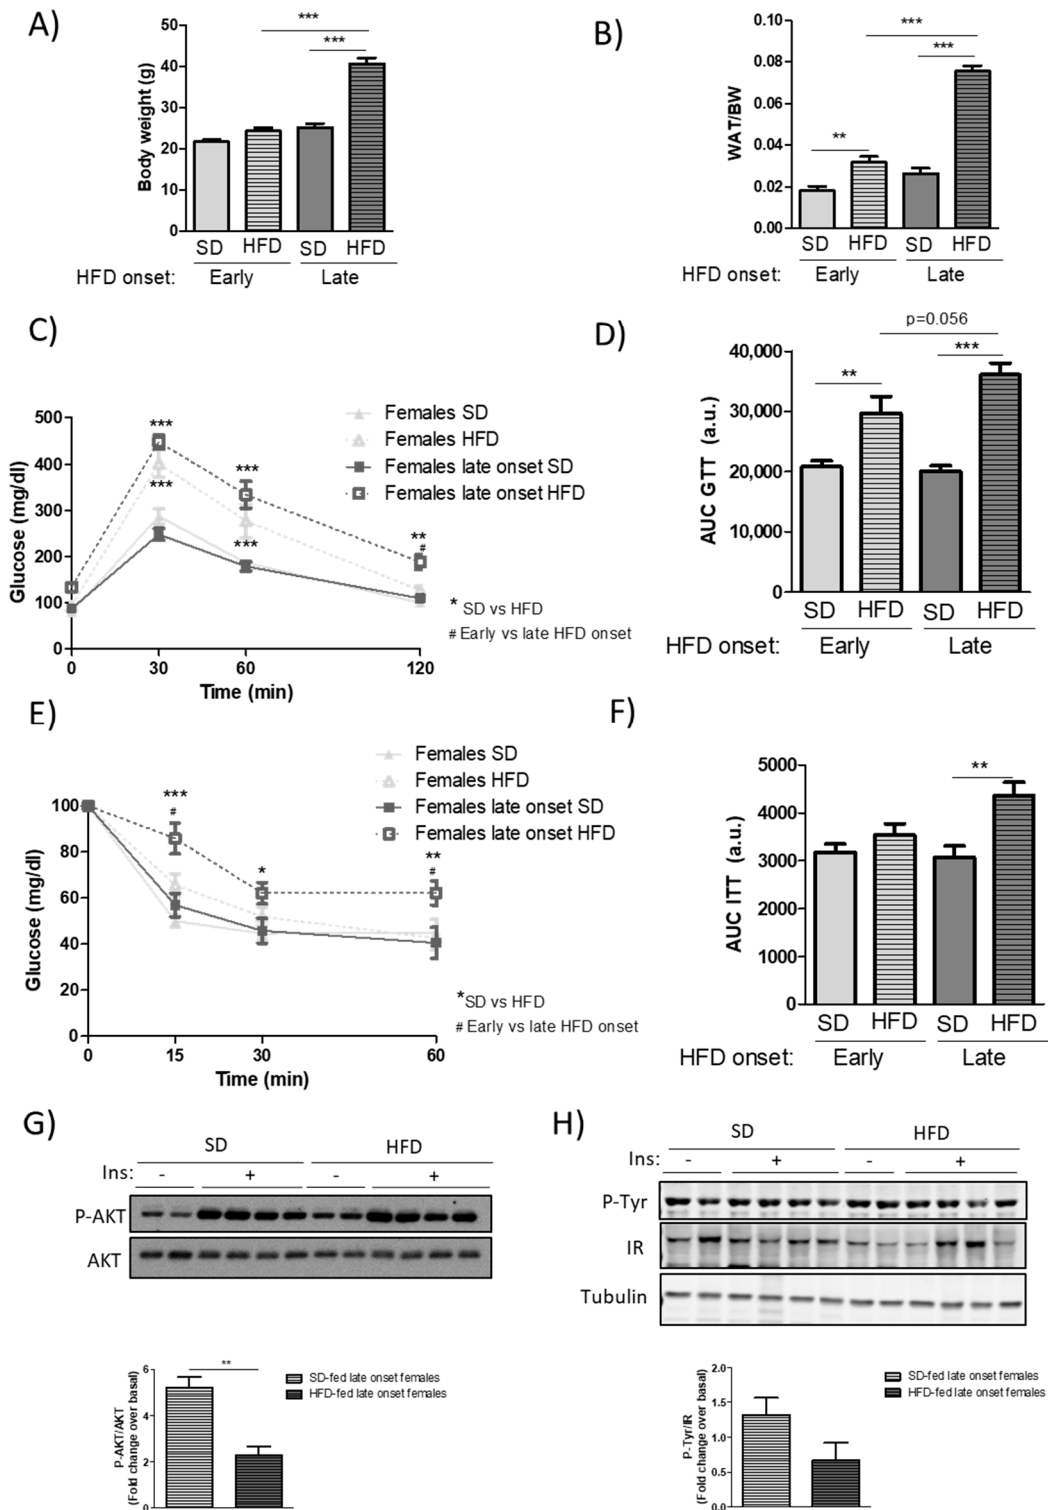 A)
Body weight (g)
50
40
30
20
10
0
***
***
SD HFD SD HFD
HFD onset: Early Late
B)
WAT/BW
0.10
0.08
0.06
0.04
0.02
0.00
***
***
**
SD HFD SD HFD
HFD onset: Early Late
C)
Glucose (mg/dl)
500
400
300
200
100
0
***
***
***
***
**
#
0 30 60 120
Time (min)
Females SD
Females HFD
Females late onset SD
Females late onset HFD
* SD vs HFD
# Early vs late HFD onset
D)
AUC GTT (a.u.)
40,000
30,000
20,000
10,000
0
p=0.056
**
***
SD HFD SD HFD
HFD onset: Early Late
E)
Glucose (mg/dl)
100
80
60
40
20
0
***
#
*
**
#
0 15 30 60
Time (min)
Females SD
Females HFD
Females late onset SD
Females late onset HFD
*SD vs HFD
# Early vs late HFD onset
F)
AUC ITT (a.u.)
5000
4000
3000
2000
1000
0
**
SD HFD SD HFD
HFD onset: Early Late
G)
SD HFD
Ins: - + - +
P-AKT
AKT
P-AKT/AKT
(Fold change over basal)
6
4
2
0
**
SD-fed late onset females
HFD-fed late onset females
H)
SD HFD
Ins: - + - +
P-Tyr
IR
Tubulin
P-Tyr/IR
(Fold change over basal)
2.0
1.5
1.0
0.5
0.0
SD-fed late onset females
HFD-fed late onset females